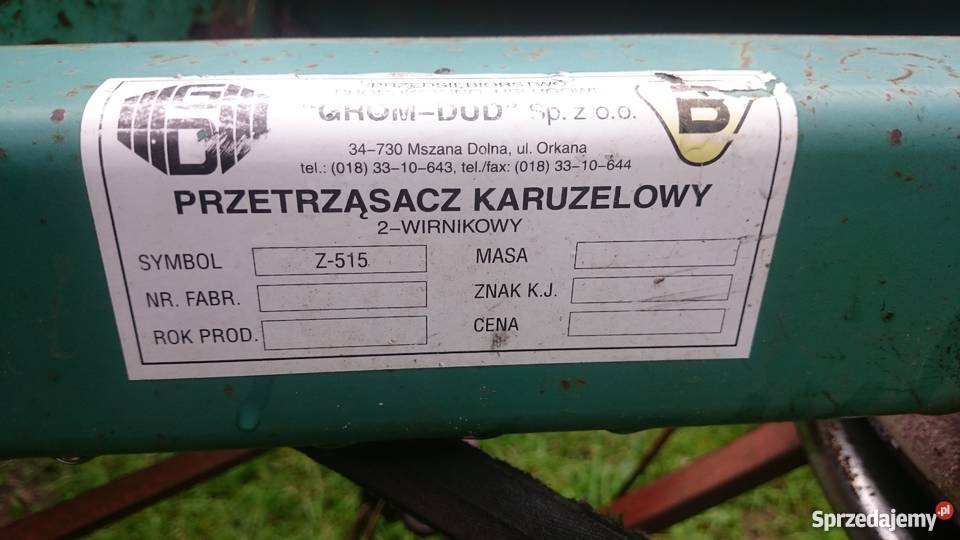 PRZEDSIĘBIORSTWO
"GROM-DUD" Sp. z o.o.
B
34-730 Mszana Dolna, ul. Orkana
tel.: (018) 33-10-643, tel./fax: (018) 33-10-644
PRZETRZĄSACZ KARUZELOWY
2-WIRNIKOWY
SYMBOL Z-515 MASA
NR. FABR. ZNAK K.J.
ROK PROD. CENA
Sprzedajemy.pl